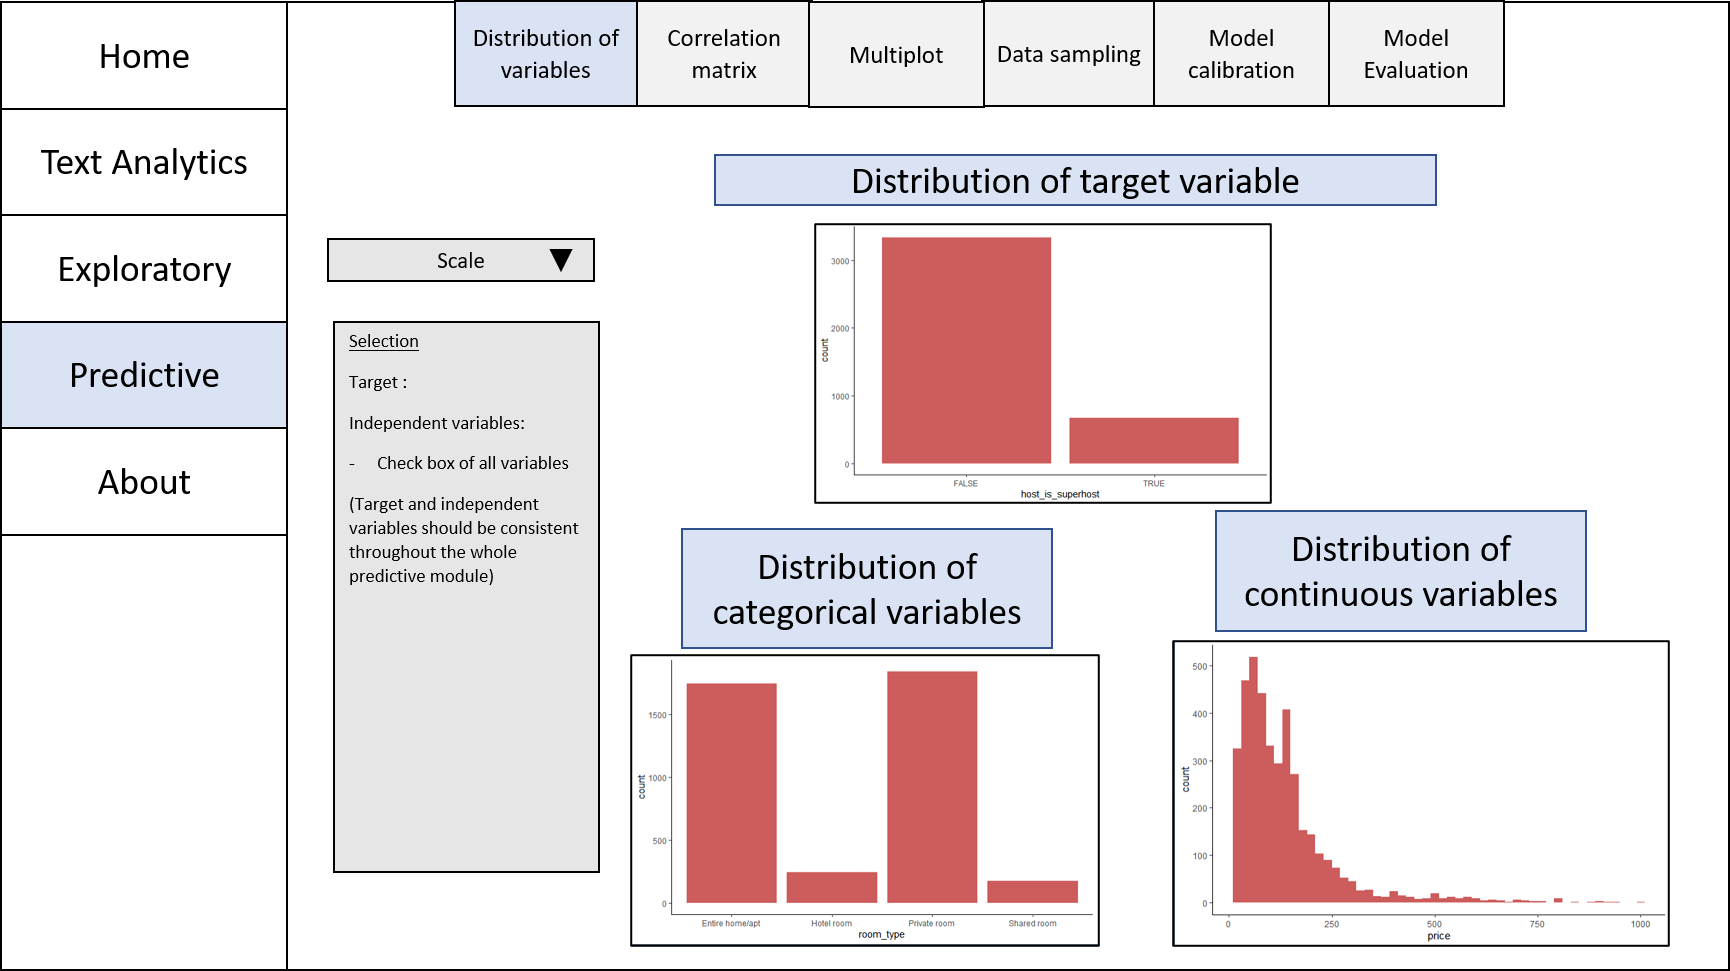 Home
Text Analytics
Exploratory
Predictive
About
Distribution of
variables
Correlation
matrix
Multiplot
Data sampling
Model
calibration
Model
Evaluation
Scale
Selection
Target :
Independent variables:
- Check box of all variables
(Target and independent
variables should be consistent
throughout the whole
predictive module)
Distribution of target variable
3000
2000
1000
0
count
FALSE
TRUE
host_is_superhost
Distribution of
categorical variables
1500
1000
500
0
count
Entire home/apt
Hotel room
Private room
Shared room
room_type
Distribution of
continuous variables
500
400
300
200
100
0
count
0
250
500
750
1000
price